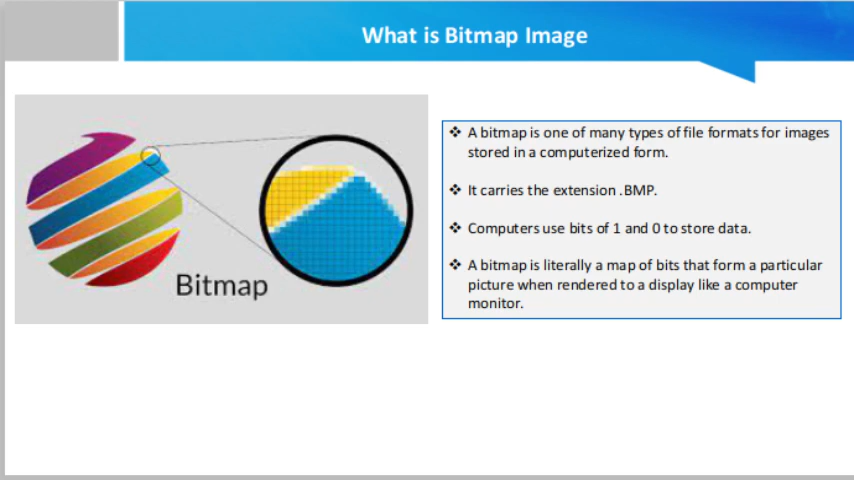 What is Bitmap Image
Bitmap
❖ A bitmap is one of many types of file formats for images
stored in a computerized form.
❖ It carries the extension .BMP.
❖ Computers use bits of 1 and 0 to store data.
❖ A bitmap is literally a map of bits that form a particular
picture when rendered to a display like a computer
monitor.